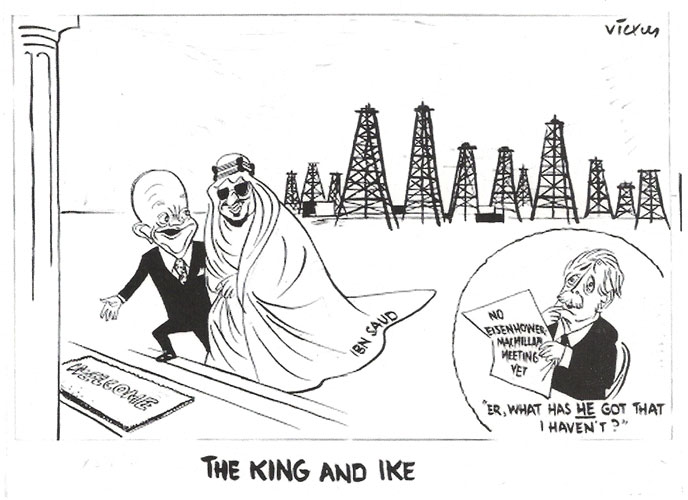 Vicky
WELCOME
IBN SAUD
NO
EISENHOWER
MACMILLAN
MEETING
YET
"ER, WHAT HAS HE GOT THAT
I HAVEN'T?"
THE KING AND IKE